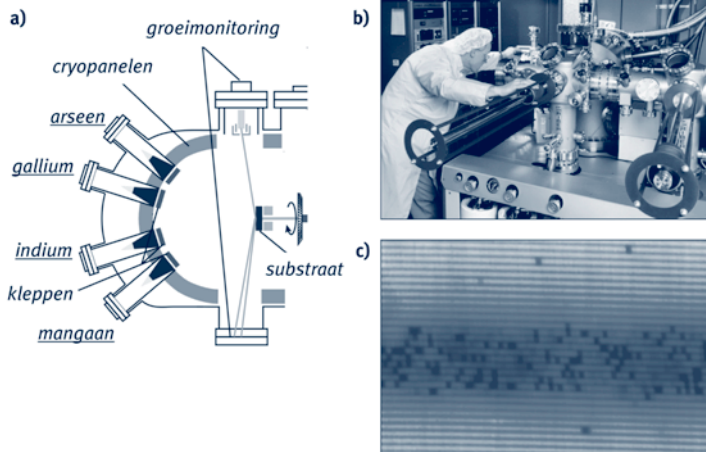 a)
groeimonitoring
cryopanelen
arseen
gallium
indium
kleppen
mangaan
substraat
b)
c)